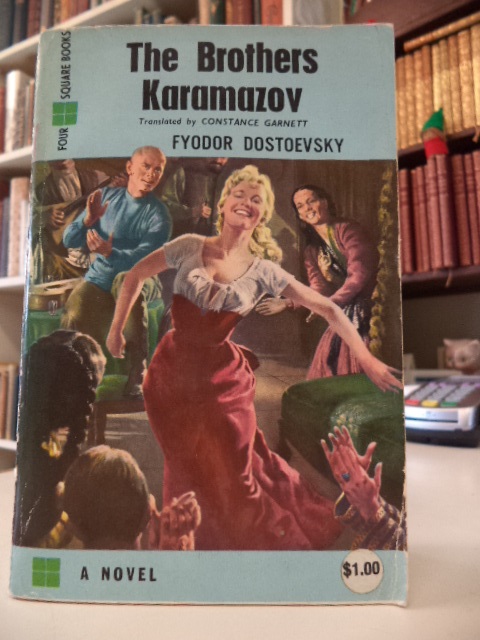 The Brothers
Karamazov
Translated by CONSTANCE GARNETT
FYODOR DOSTOEVSKY
FOUR SQUARE BOOKS
A NOVEL
$1.00